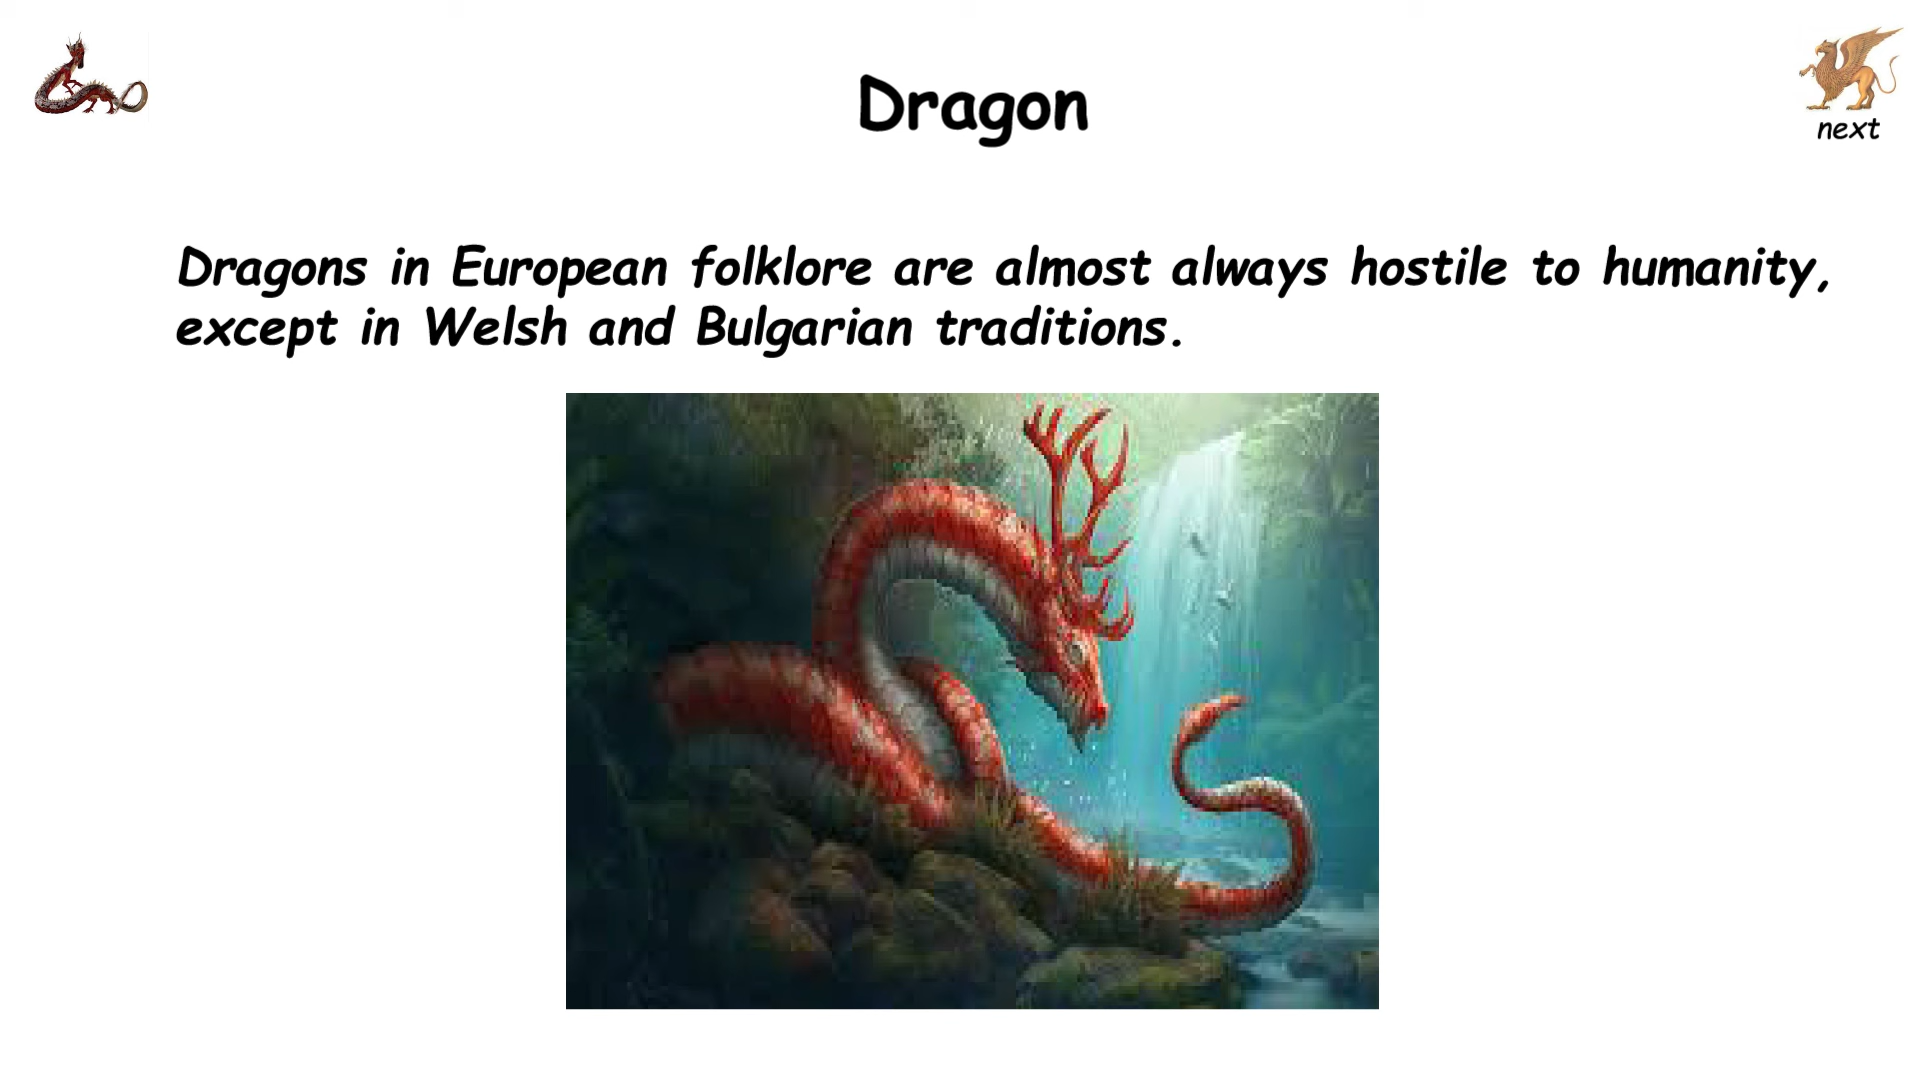 Dragon
next
Dragons in European folklore are almost always hostile to humanity,
except in Welsh and Bulgarian traditions.